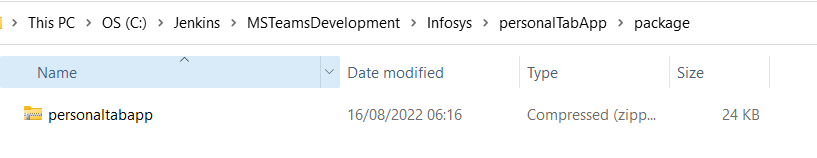 This PC > OS (C:) > Jenkins > MSTeamsDevelopment > Infosys > personalTabApp > package
Name Date modified Type Size
personaltabapp 16/08/2022 06:16 Compressed (zipp... 24 KB